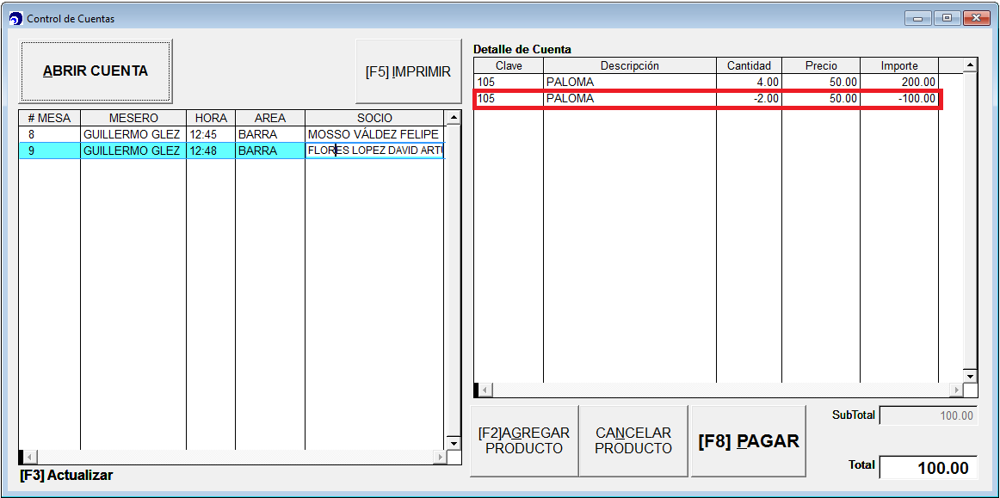 Control de Cuentas
ABRIR CUENTA
[F5] IMPRIMIR
# MESA MESERO HORA AREA SOCIO
8 GUILLERMO GLEZ 12:45 BARRA MOSSO VÁLDEZ FELIPE
9 GUILLERMO GLEZ 12:48 BARRA FLORES LOPEZ DAVID ARTU
[F3] Actualizar
Detalle de Cuenta
Clave Descripción Cantidad Precio Importe
105 PALOMA 4.00 50.00 200.00
105 PALOMA -2.00 50.00 -100.00
[F2]AGREGAR
PRODUCTO
CANCELAR
PRODUCTO
[F8] PAGAR
SubTotal 100.00
Total 100.00